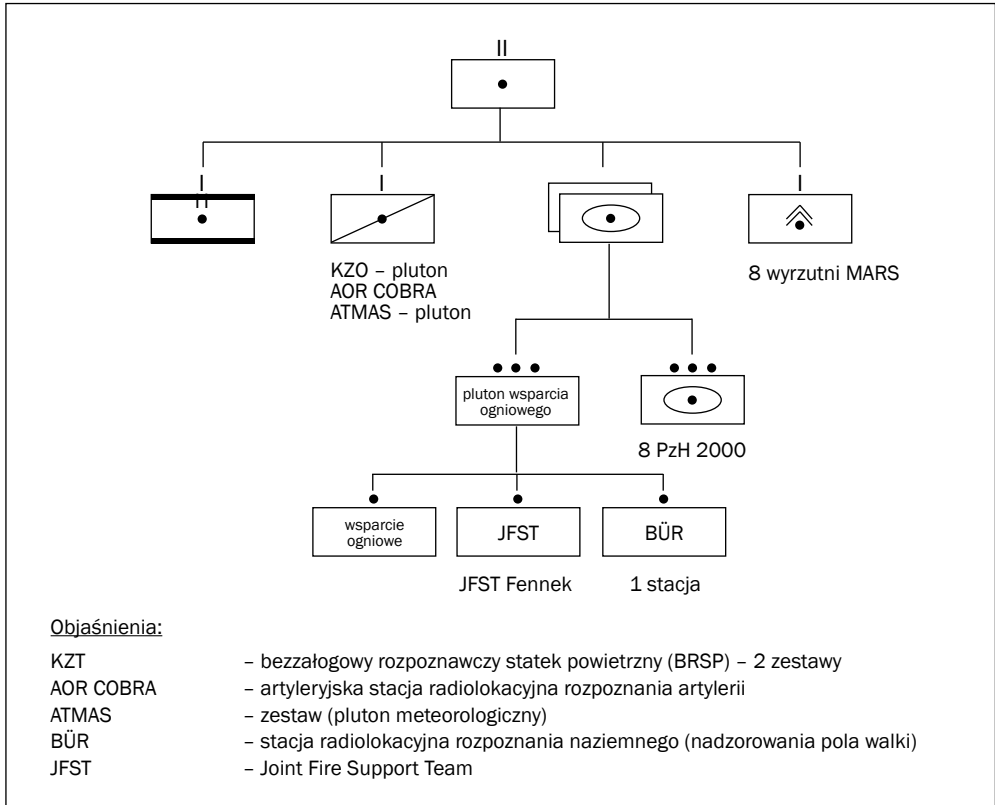 II
I
I
I
KZO – pluton
AOR COBRA
ATMAS – pluton
8 wyrzutni MARS
pluton wsparcia
ogniowego
8 PzH 2000
wsparcie
ogniowe
JFST
BÜR
JFST Fennek
1 stacja
Objaśnienia:
KZT – bezzałogowy rozpoznawczy statek powietrzny (BRSP) – 2 zestawy
AOR COBRA – artyleryjska stacja radiolokacyjna rozpoznania artylerii
ATMAS – zestaw (pluton meteorologiczny)
BÜR – stacja radiolokacyjna rozpoznania naziemnego (nadzorowania pola walki)
JFST – Joint Fire Support Team